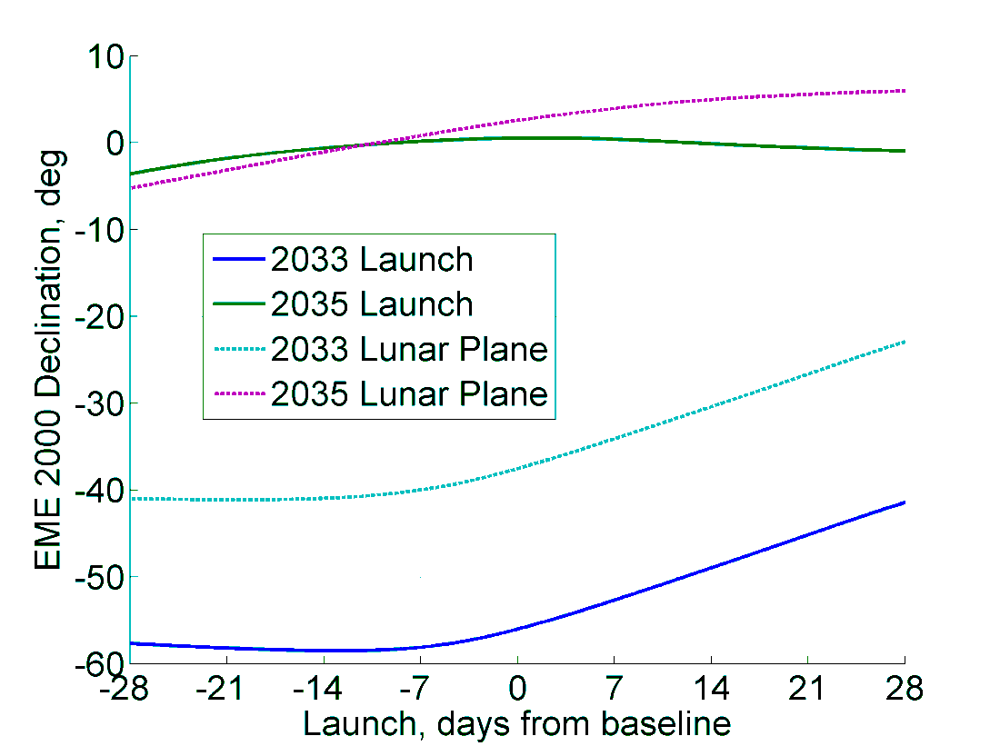 10
0
-10
-20
-30
-40
-50
-60
EME 2000 Declination, deg
2033 Launch
2035 Launch
2033 Lunar Plane
2035 Lunar Plane
-28 -21 -14 -7 0 7 14 21 28
Launch, days from baseline